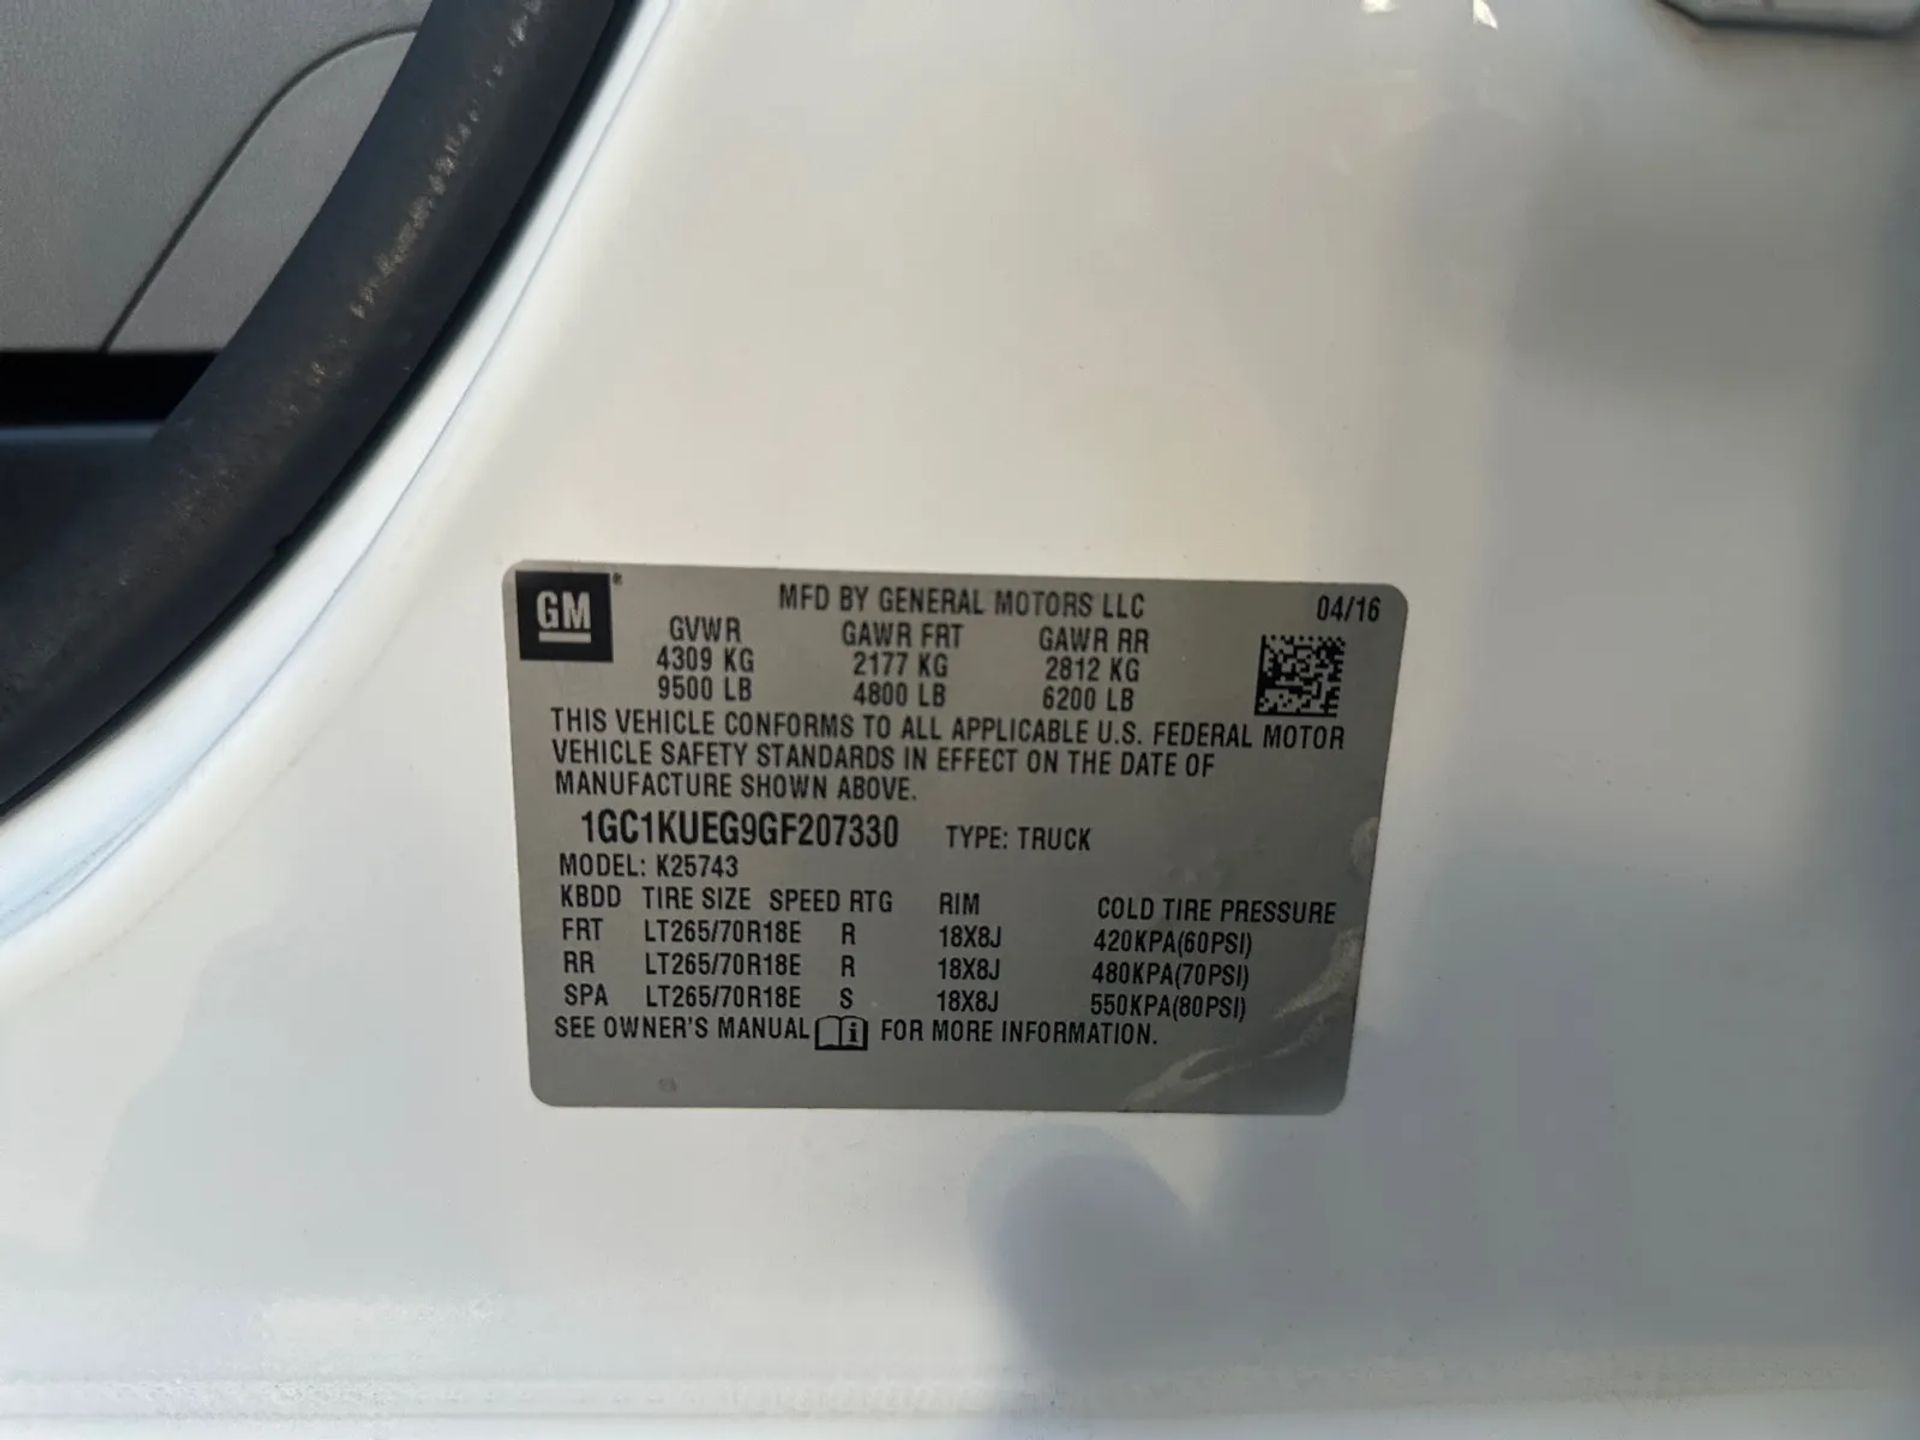 GM
MFD BY GENERAL MOTORS LLC 04/16
GVWR GAWR FRT GAWR RR
4309 KG 2177 KG 2812 KG
9500 LB 4800 LB 6200 LB
THIS VEHICLE CONFORMS TO ALL APPLICABLE U.S. FEDERAL MOTOR
VEHICLE SAFETY STANDARDS IN EFFECT ON THE DATE OF
MANUFACTURE SHOWN ABOVE.
1GC1KUEG9GF207330 TYPE: TRUCK
MODEL: K25743
KBDD TIRE SIZE SPEED RTG RIM COLD TIRE PRESSURE
FRT LT265/70R18E R 18X8J 420KPA(60PSI)
RR LT265/70R18E R 18X8J 480KPA(70PSI)
SPA LT265/70R18E S 18X8J 550KPA(80PSI)
SEE OWNER'S MANUAL FOR MORE INFORMATION.